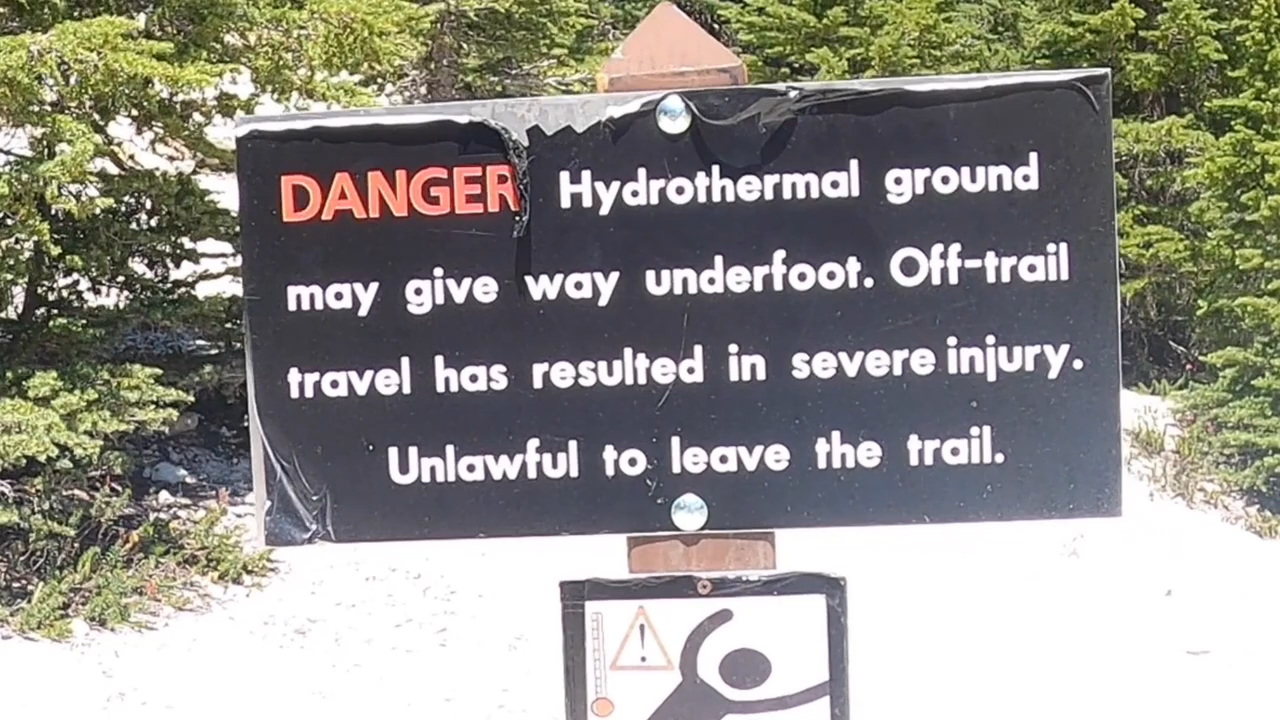 DANGER Hydrothermal ground
may give way underfoot. Off-trail
travel has resulted in severe injury.
Unlawful to leave the trail.
!